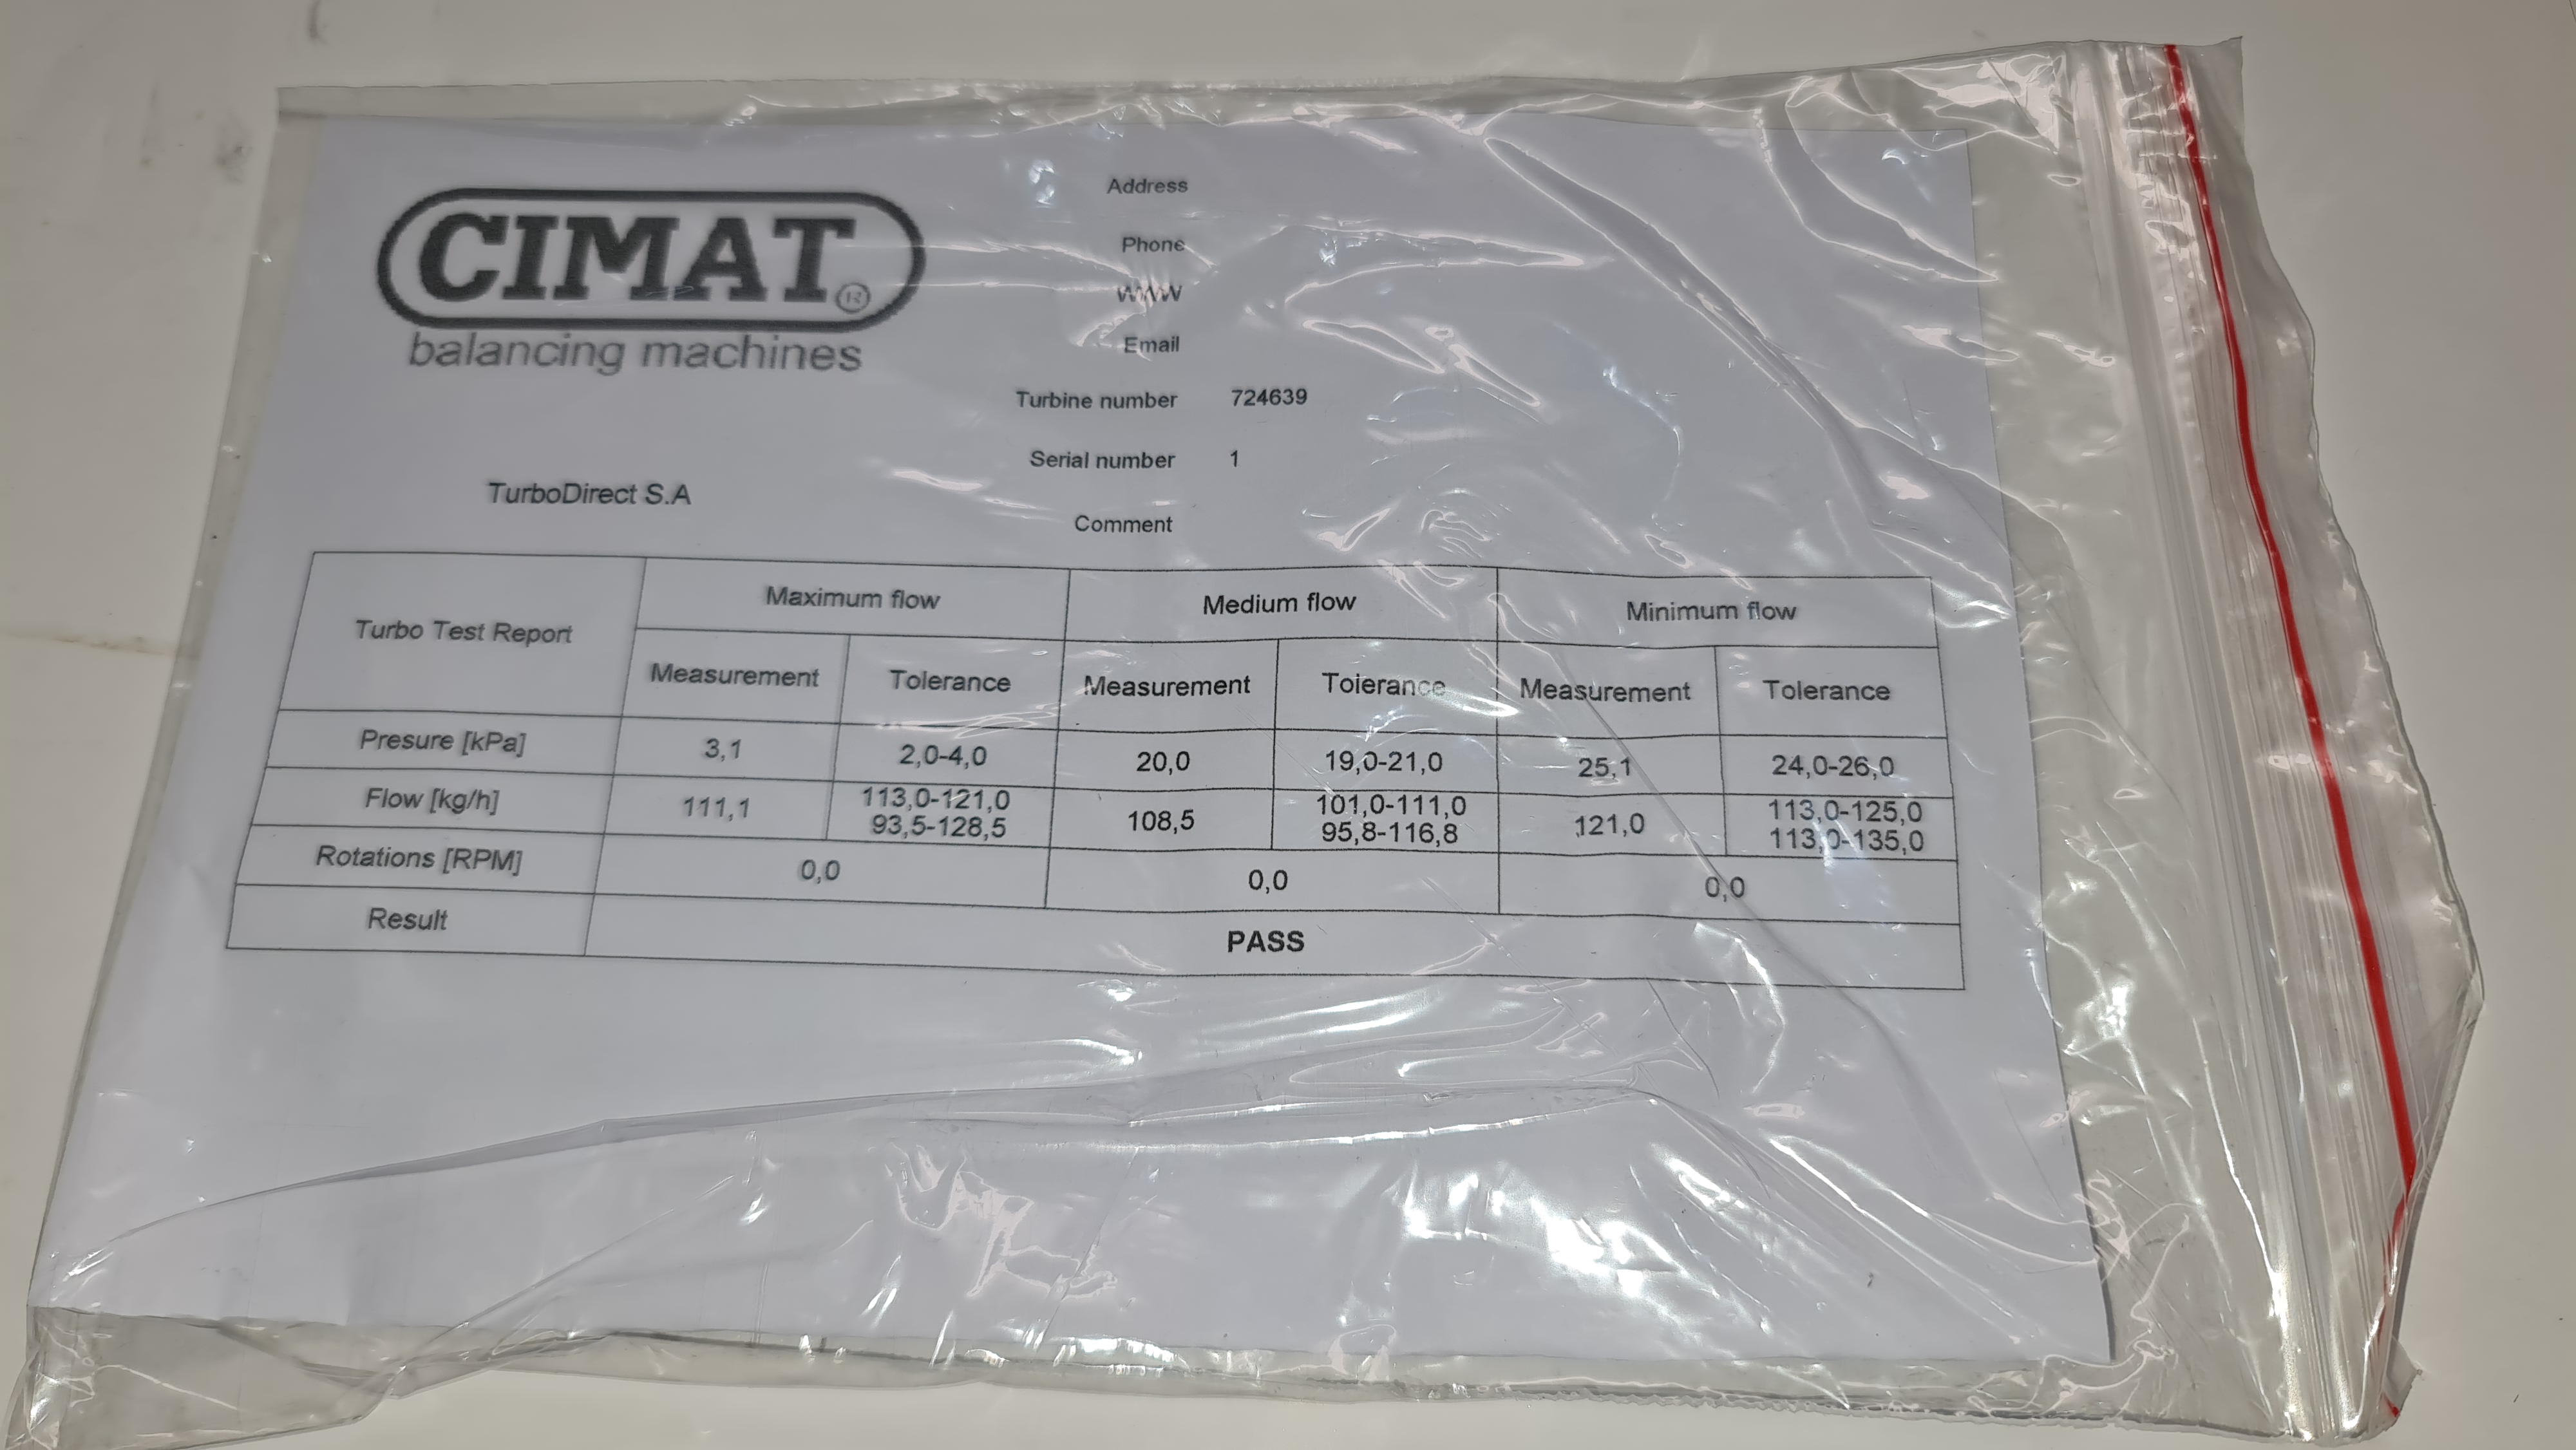 CIMAT®
balancing machines
TurboDirect S.A
Address
Phone
WWW
Email
Turbine number 724639
Serial number 1
Comment
Turbo Test Report Maximum flow Medium flow Minimum flow
Measurement Tolerance Measurement Tolerance Measurement Tolerance
Presure [kPa] 3,1 2,0-4,0 20,0 19,0-21,0 25,1 24,0-26,0
Flow [kg/h] 111,1 113,0-121,0 108,5 101,0-111,0 121,0 113,0-125,0
93,5-128,5 95,8-116,8 113,0-135,0
Rotations [RPM] 0,0 0,0 0,0
Result PASS